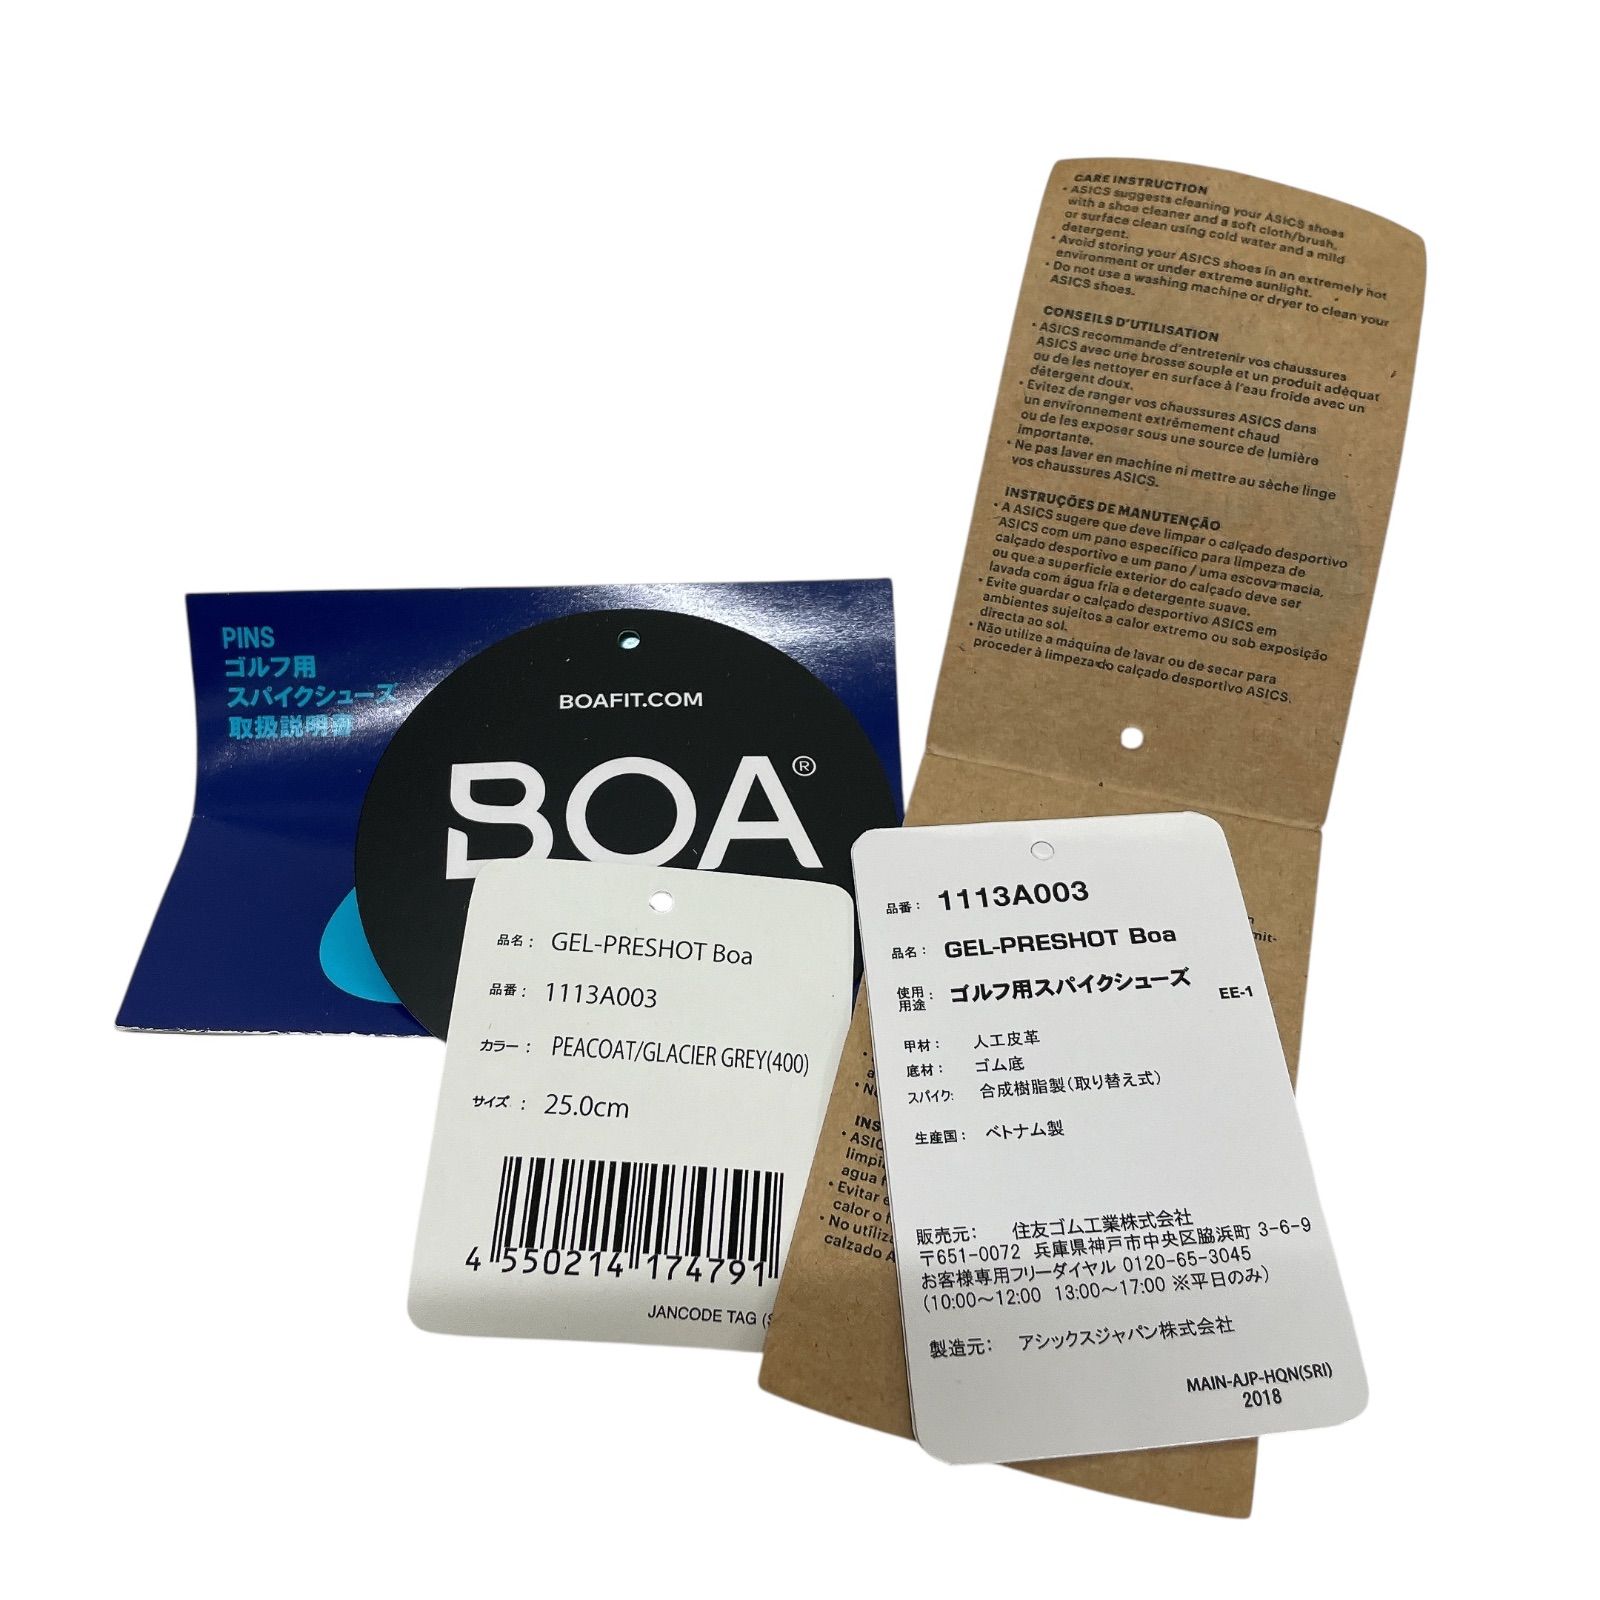 PINS
ゴルフ用
スパイクシューズ
取扱説明書
BOAFIT.COM
BOA®
品名： GEL-PRESHOT Boa
品番： 1113A003
カラー： PEACOAT/GLACIER GREY(400)
サイズ： 25.0cm
4 550214 174791
JANCODE TAG
CARE INSTRUCTION
• ASICS suggests cleaning your ASICS shoes
with a shoe cleaner and a soft cloth/brush.
or surface clean using cold water and a mild
detergent.
• Avoid storing your ASICS shoes in an extremely hot
environment or under extreme sunlight.
• Do not use a washing machine or dryer to clean your
ASICS shoes.
CONSEILS D'UTILISATION
• ASICS recommande d'entretenir vos chaussures
ASICS avec une brosse souple et un produit adéquat
ou de les nettoyer en surface à l'eau froide avec un
détergent doux.
• Evitez de ranger vos chaussures ASICS dans
un environnement extrêmement chaud
ou de les exposer sous une source de lumière
importante.
• Ne pas laver en machine ni mettre au sèche linge
vos chaussures ASICS.
INSTRUÇÕES DE MANUTENÇÃO
• A ASICS sugere que deve limpar o calçado desportivo
ASICS com um pano específico para limpeza de
calçado desportivo e um pano / uma escova macia,
ou que a superfície exterior do calçado deve ser
lavada com água fria e detergente suave.
• Evite guardar o calçado desportivo ASICS em
ambientes sujeitos a calor extremo ou sob exposição
directa ao sol.
• Não utilize a máquina de lavar ou de secar para
proceder à limpeza do calçado desportivo ASICS.
mit-
INS
• ASIC
limpi
agua f
• Evitar e
calor o
• No utiliz
calzado A
品番： 1113A003
品名： GEL-PRESHOT Boa
使用用途： ゴルフ用スパイクシューズ EE-1
甲材： 人工皮革
底材： ゴム底
スパイク: 合成樹脂製(取り替え式)
生産国： ベトナム製
販売元： 住友ゴム工業株式会社
〒651-0072 兵庫県神戸市中央区脇浜町 3-6-9
お客様専用フリーダイヤル 0120-65-3045
(10:00～12:00 13:00～17:00 ※平日のみ)
製造元： アシックスジャパン株式会社
MAIN-AJP-HQN(SRI)
2018